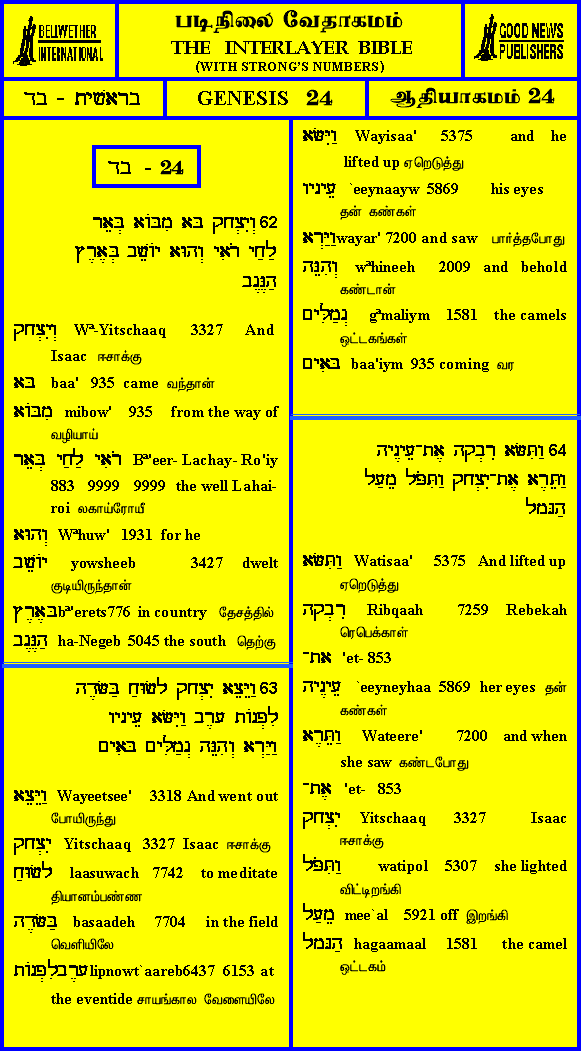 BELLWETHER
INTERNATIONAL
படிநிலை வேதாகமம்
THE INTERLAYER BIBLE
(WITH STRONG'S NUMBERS)
GOOD NEWS
PUBLISHERS
בראשית - בד
GENESIS 24
ஆதியாகமம் 24
בד - 24
62 וְיִצְחָק בָּא מִבּוֹא בְּאֵר
לַחַי רֹאִי וְהוּא יוֹשֵׁב בְּאֶרֶץ
הַנֶּגֶב
וְיִצְחָק Wª-Yitschaaq 3327 And
Isaac ஈசாக்கு
בָּא baa' 935 came வந்தான்
מִבּוֹא mibow' 935 from the way of
வழியாய்
רֹאִי לַחַי בְּאֵר Bª'eer- Lachay- Ro'iy
883 9999 9999 the well Lahai-
roi லகாய்ரோயீ
וְהוּא Wªhuw' 1931 for he
יוֹשֵׁב yowsheeb 3427 dwelt
குடியிருந்தான்
בְּאֶרֶץ bª'erets776 in country தேசத்தில்
הַנֶּגֶב ha-Negeb 5045 the south தெற்கு
63 וַיֵּצֵא יִצְחָק לָשׂוּחַ בַּשָּׂדֶה
לִפְנוֹת עָרֶב וַיִּשָּׂא עֵינָיו
וַיַּרְא וְהִנֵּה גְמַלִּים בָּאִים
וַיֵּצֵא Wayeetsee' 3318 And went out
போயிருந்து
יִצְחָק Yitschaaq 3327 Isaac ஈசாக்கு
לָשׂוּחַ laasuwach 7742 to meditate
தியானம்பண்ண
בַּשָּׂדֶה basaadeh 7704 in the field
வெளியிலே
עָרֶב לִפְנוֹת lipnowt`aareb6437 6153 at
the eventide சாயங்கால வேளையிலே
וַיִּשָּׂא Wayisaa' 5375 and he
lifted up ஏறெடுத்து
עֵינָיו `eeynaayw 5869 his eyes
தன் கண்கள்
וַיַּרְא wayar' 7200 and saw பார்த்தபோது
וְהִנֵּה wªhineeh 2009 and behold
கண்டான்
גְמַלִּים gªmaliym 1581 the camels
ஒட்டகங்கள்
בָּאִים baa'iym 935 coming வர
64 וַתִּשָּׂא רִבְקָה אֶת־עֵינֶיהָ
וַתֵּרֶא אֶת־יִצְחָק וַתִּפֹּל מֵעַל
הַגָּמָל
וַתִּשָּׂא Watisaa' 5375 And lifted up
ஏறெடுத்து
רִבְקָה Ribqaah 7259 Rebekah
ரெபெக்காள்
אֶת־ 'et- 853
עֵינֶיהָ `eeyneyhaa 5869 her eyes தன்
கண்கள்
וַתֵּרֶא Wateere' 7200 and when
she saw கண்டபோது
אֶת־ 'et- 853
יִצְחָק Yitschaaq 3327 Isaac
ஈசாக்கு
וַתִּפֹּל watipol 5307 she lighted
விட்டிறங்கி
מֵעַל mee`al 5921 off இறங்கி
הַגָּמָל hagaamaal 1581 the camel
ஒட்டகம்